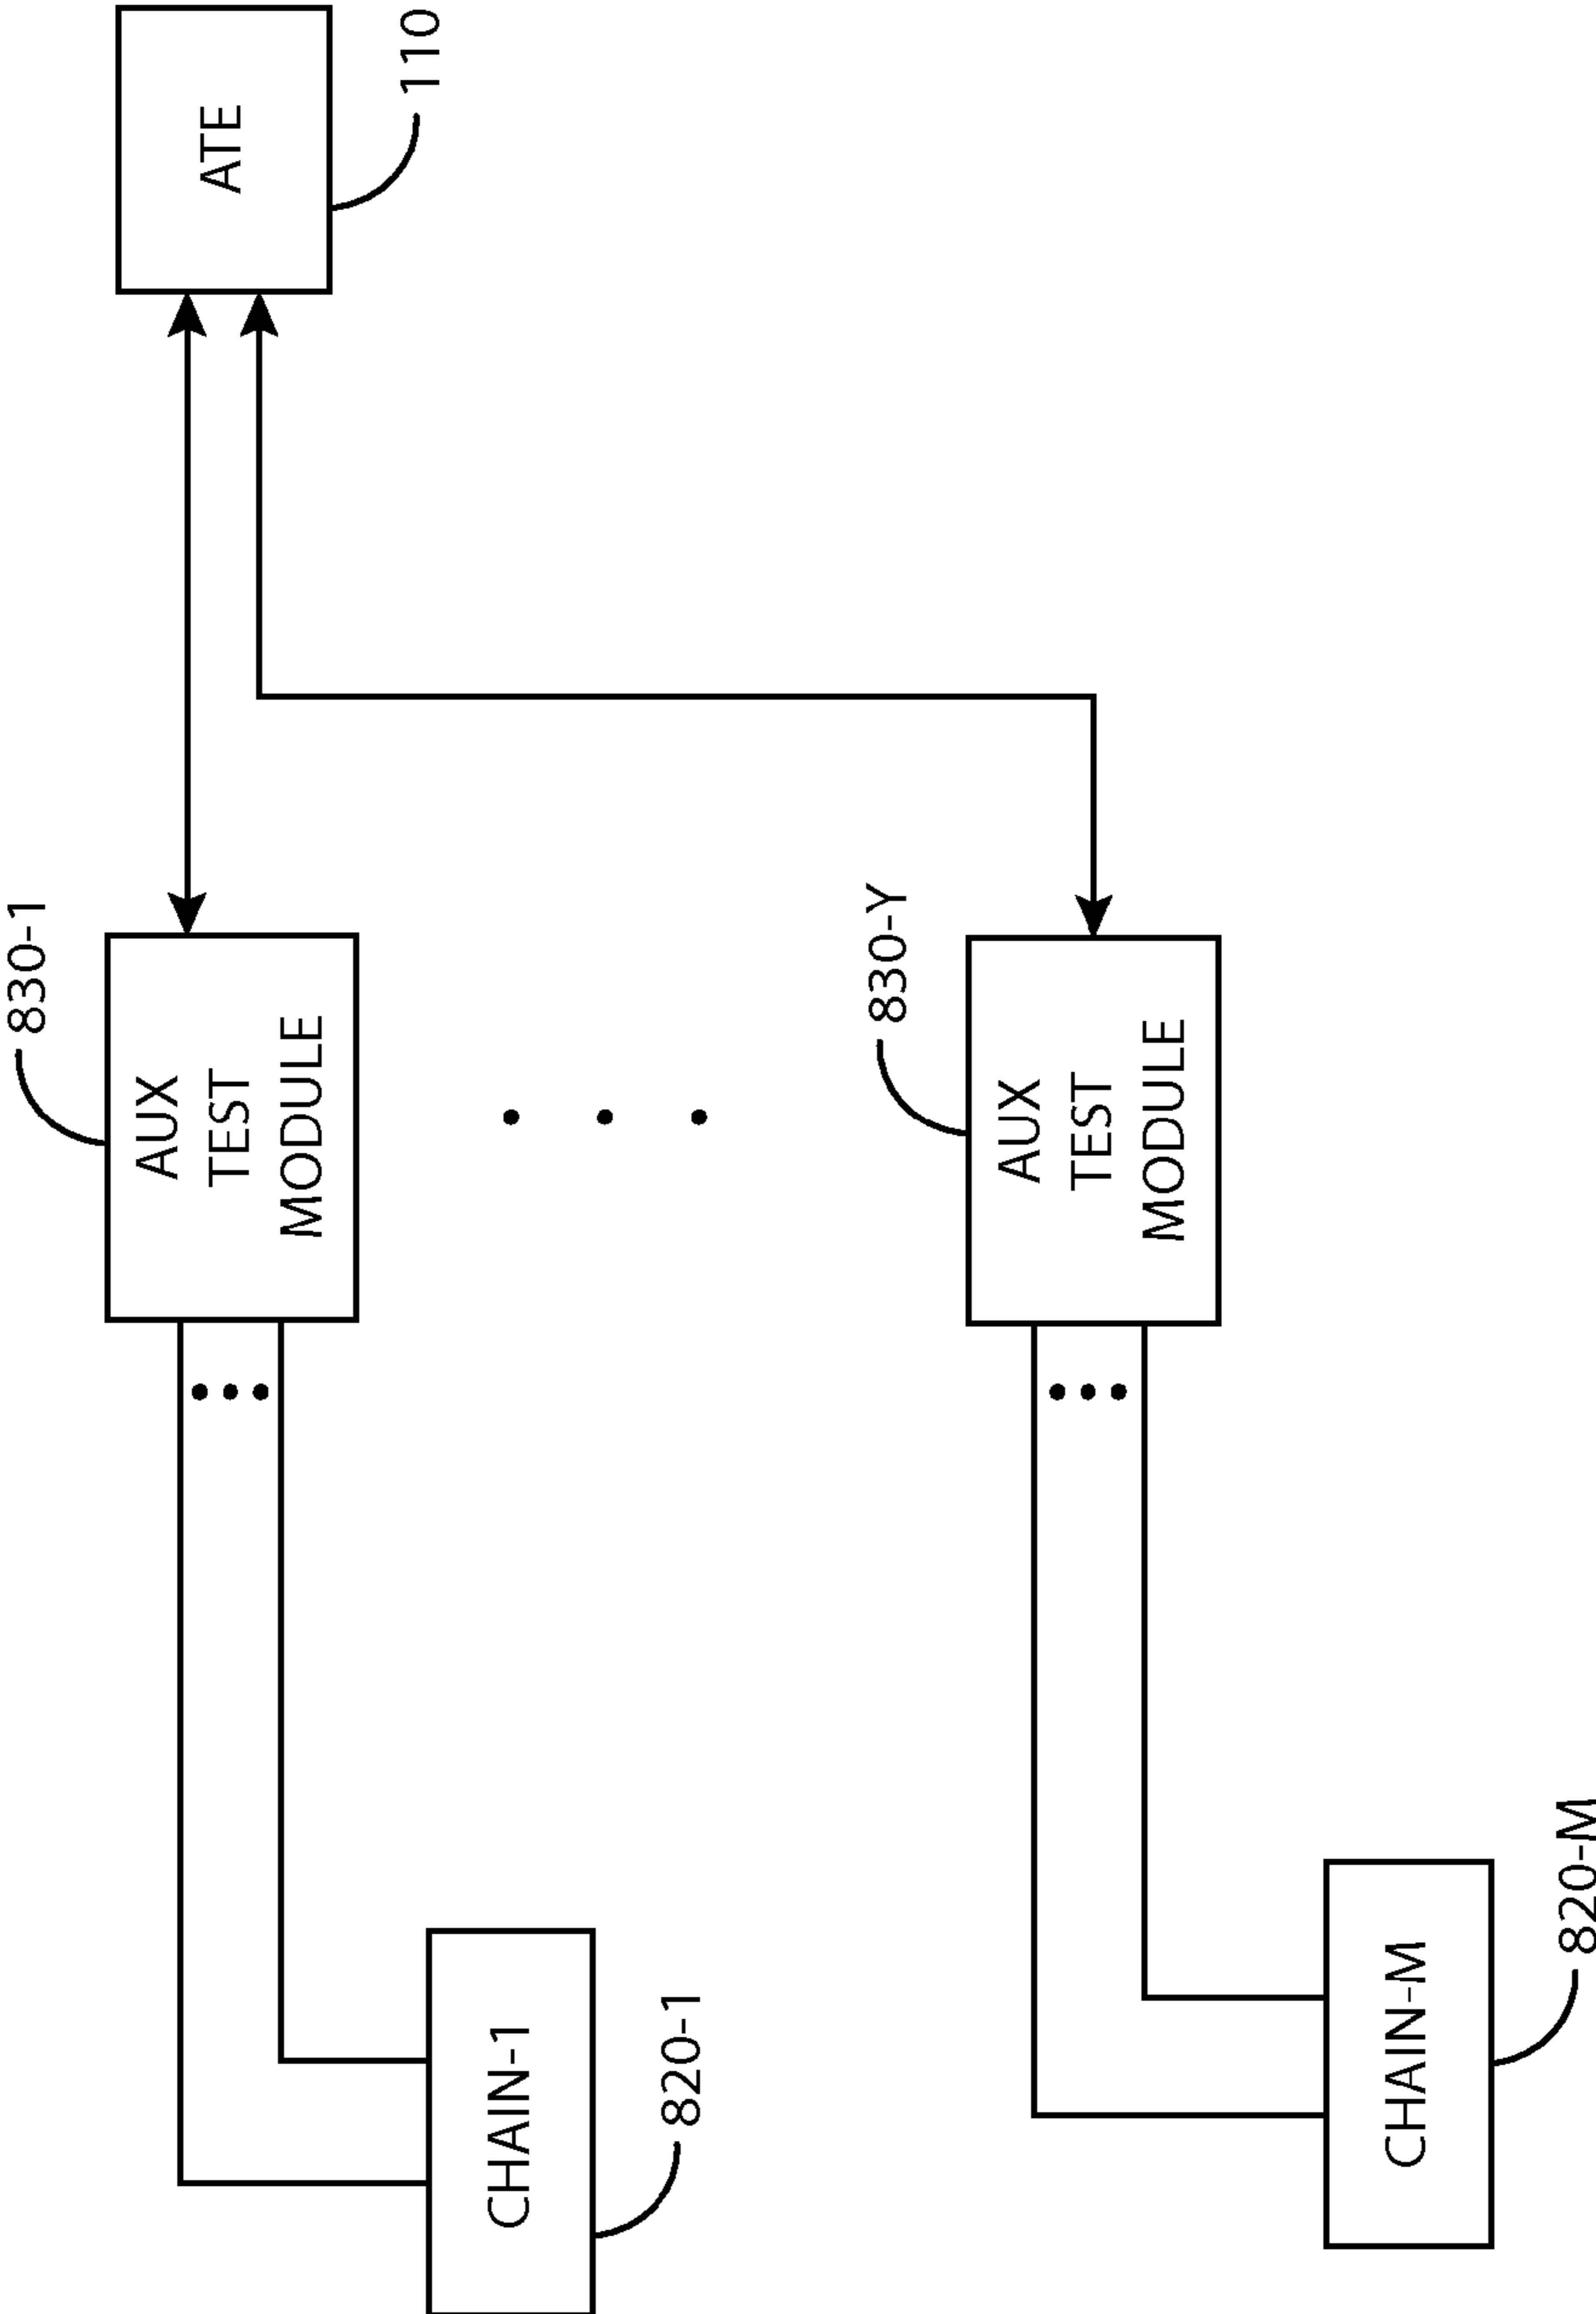 830-1
AUX
TEST
MODULE
ATE
110
CHAIN-1
820-1
830-Y
AUX
TEST
MODULE
CHAIN-M
820-M